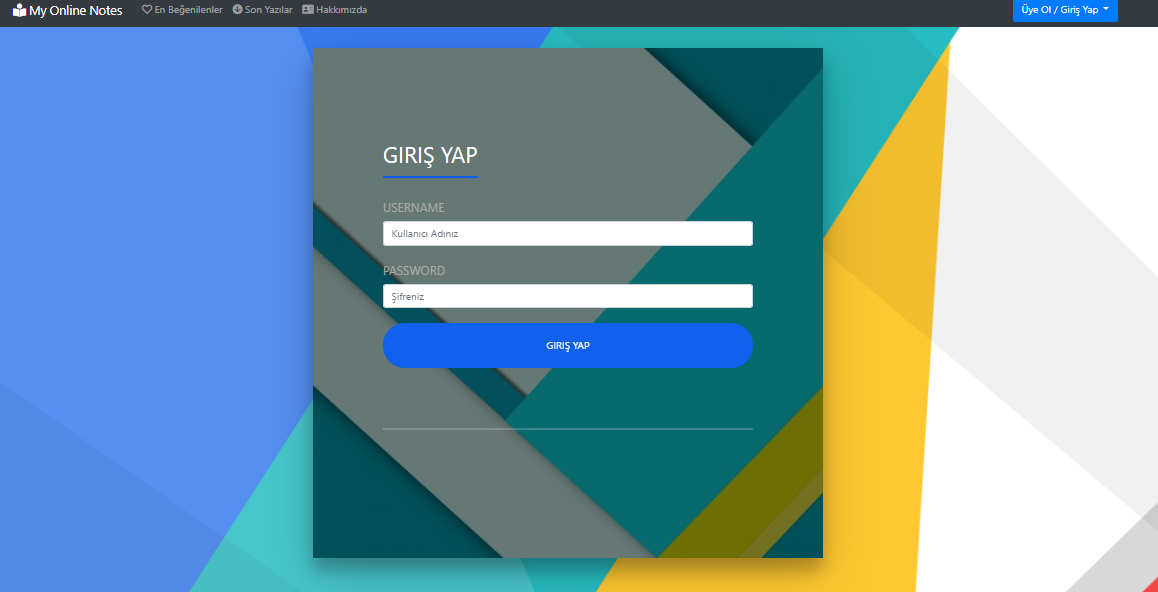 My Online Notes En Beğenilenler Son Yazılar Hakkımızda Üye Ol / Giriş Yap
GIRIŞ YAP
USERNAME
Kullanıcı Adınız
PASSWORD
Şifreniz
GIRIŞ YAP